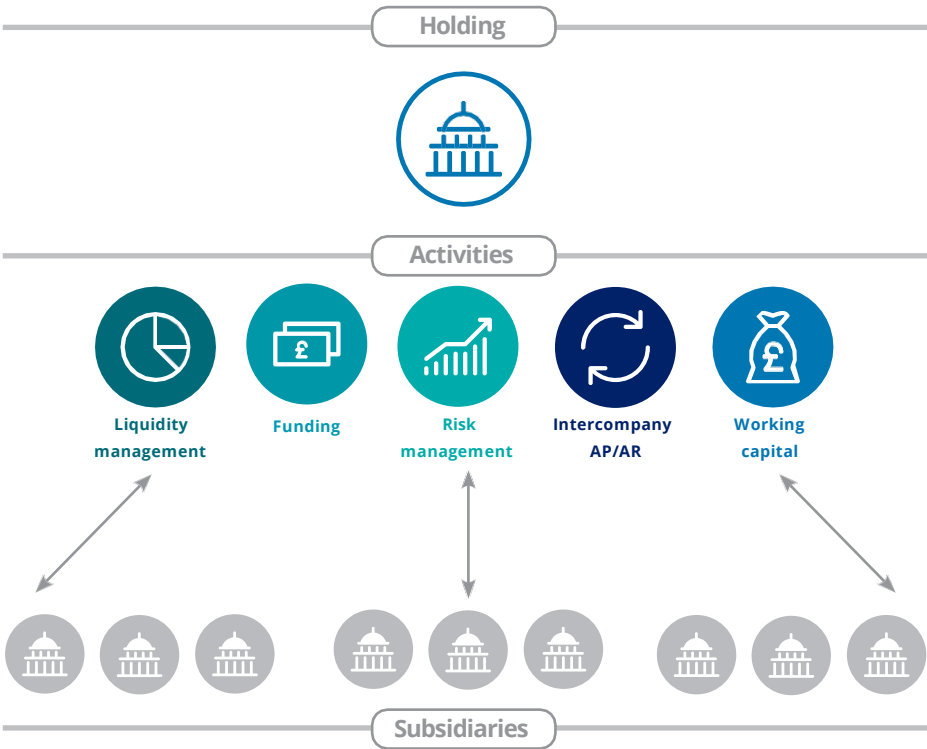 Holding
Activities
£
£
Liquidity
management
Funding
Risk
management
Intercompany
AP/AR
Working
capital
Subsidiaries